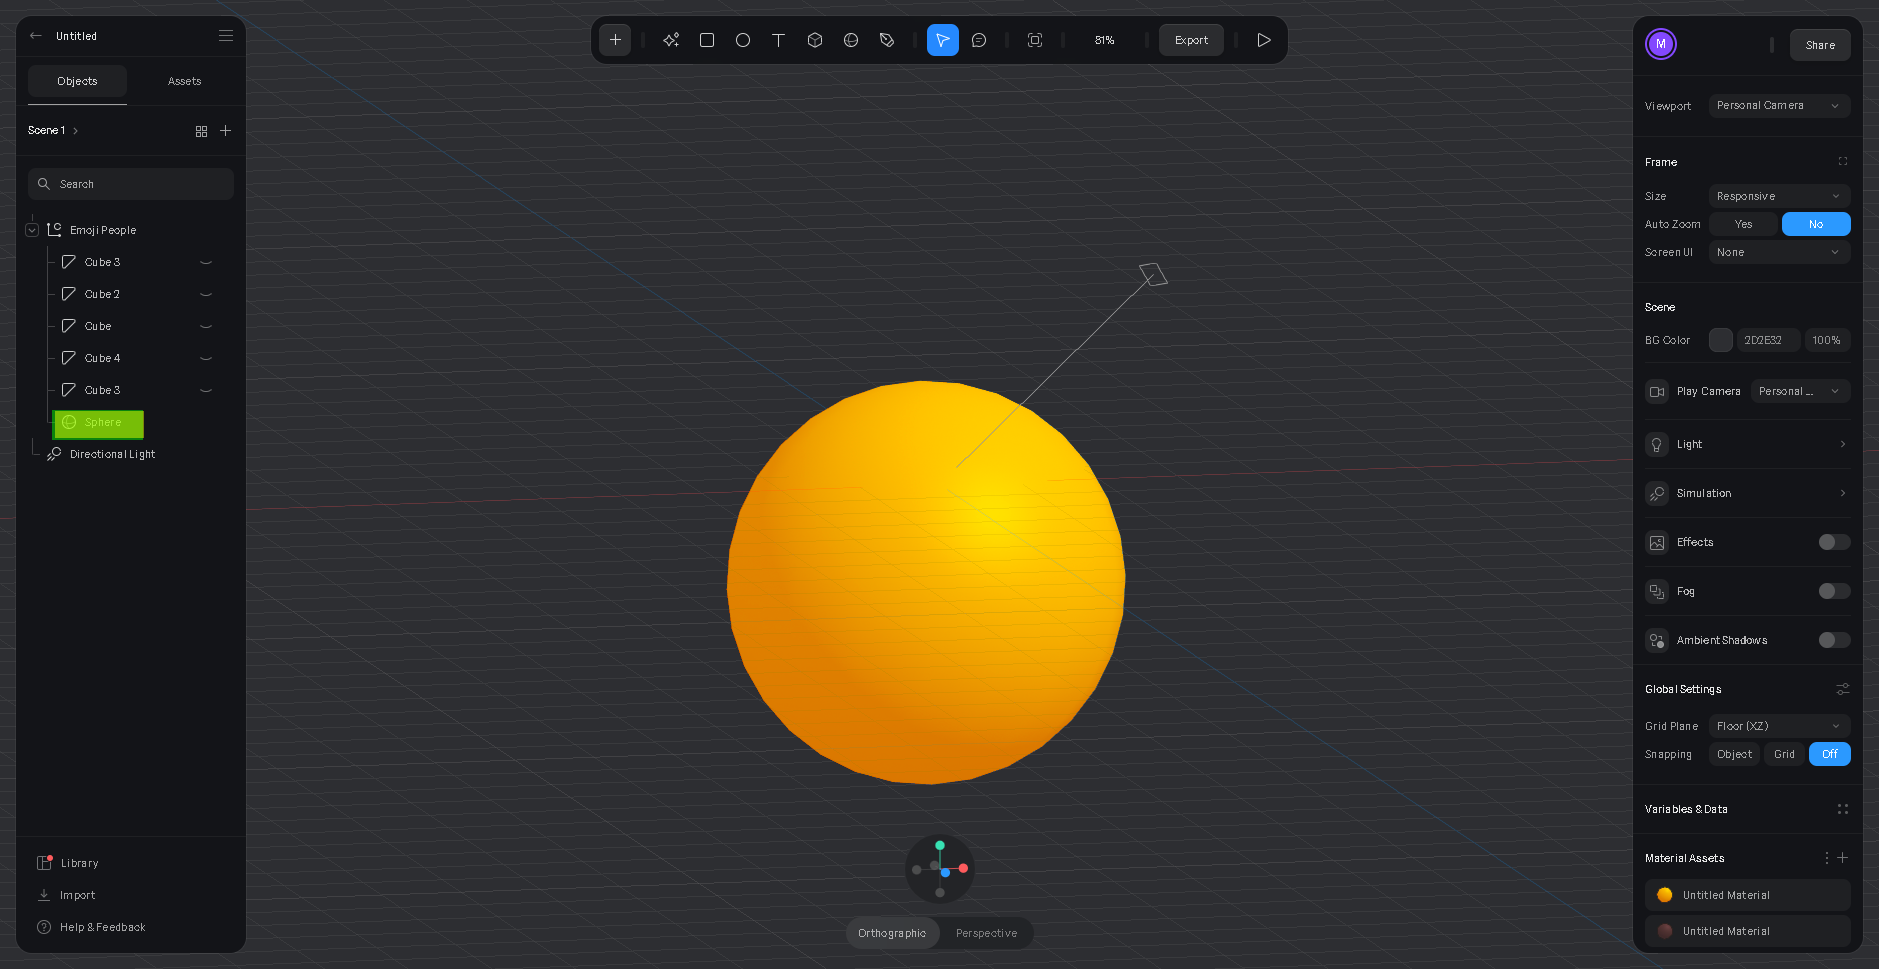 Untitled
Objects
Assets
Scene 1
Search
Emoji People
Cube 3
Cube 2
Cube
Cube 4
Cube 3
Sphere
Directional Light
Library
Import
Help & Feedback
81%
Export
Orthographic
Perspective
M
Share
Viewport
Personal Camera
Frame
Size
Responsive
Auto Zoom
Yes
No
Screen UI
None
Scene
BG Color
2D2E32
100%
Play Camera
Personal ...
Light
Simulation
Effects
Fog
Ambient Shadows
Global Settings
Grid Plane
Floor (XZ)
Snapping
Object
Grid
Off
Variables & Data
Material Assets
Untitled Material
Untitled Material